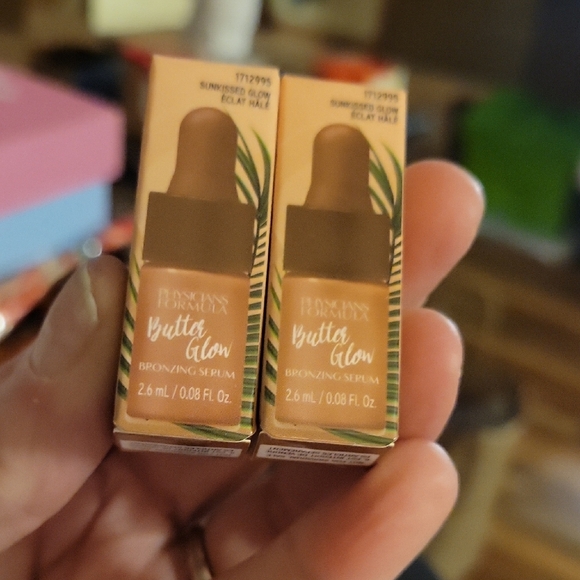 1712995
SUNKISSED GLOW
ÉCLAT HÂLÉ
PHYSICIANS
FORMULA
Butter
Glow
BRONZING SERUM
2.6 mL / 0.08 Fl. Oz.
1712995
SUNKISSED GLOW
ÉCLAT HÂLÉ
PHYSICIANS
FORMULA
Butter
Glow
BRONZING SERUM
2.6 mL / 0.08 Fl. Oz.